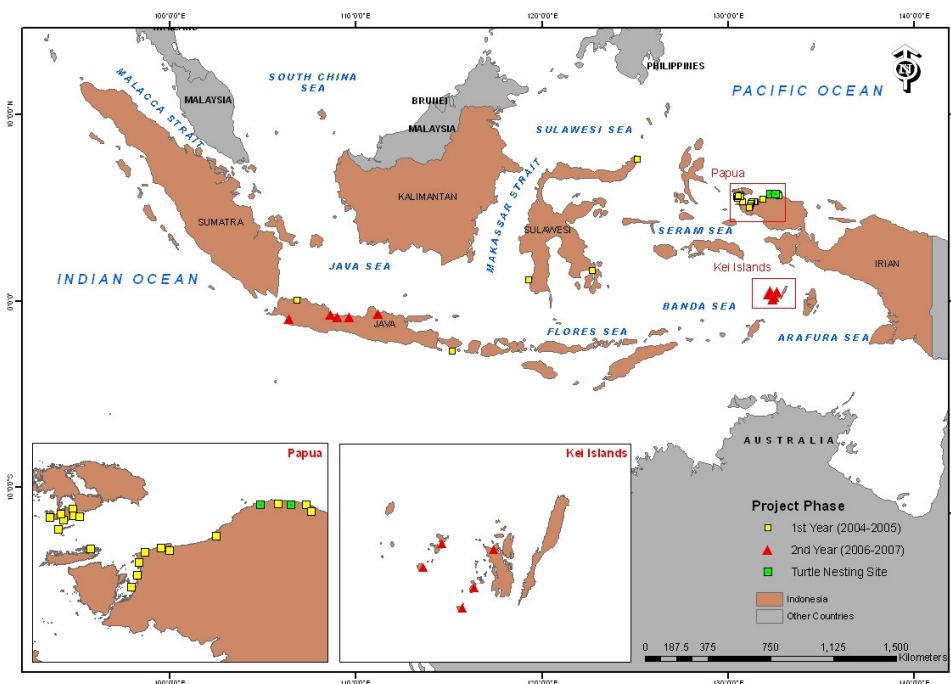 100°0'0"E 110°0'0"E 120°0'0"E 130°0'0"E 140°0'0"E
THAILAND
PHILIPPINES
N
SOUTH CHINA
SEA
PACIFIC OCEAN
MALACCA STRAIT
MALAYSIA
BRUNEI
MALAYSIA
SULAWESI SEA
10°0'0"N
MAKASSAR STRAIT
Papua
KALIMANTAN
SUMATRA
SULAWESI
SERAM SEA
JAVA SEA
Kei Islands
IRIAN
INDIAN OCEAN
0°0'0"
BANDA SEA
JAVA
FLORES SEA
ARAFURA SEA
AUSTRALIA
Papua
Kei Islands
10°0'0"S
Project Phase
1st Year (2004-2005)
2nd Year (2006-2007)
Turtle Nesting Site
Indonesia
Other Countries
0 187.5 375 750 1,125 1,500
Kilometers
100°0'0"E 110°0'0"E 120°0'0"E 130°0'0"E 140°0'0"E